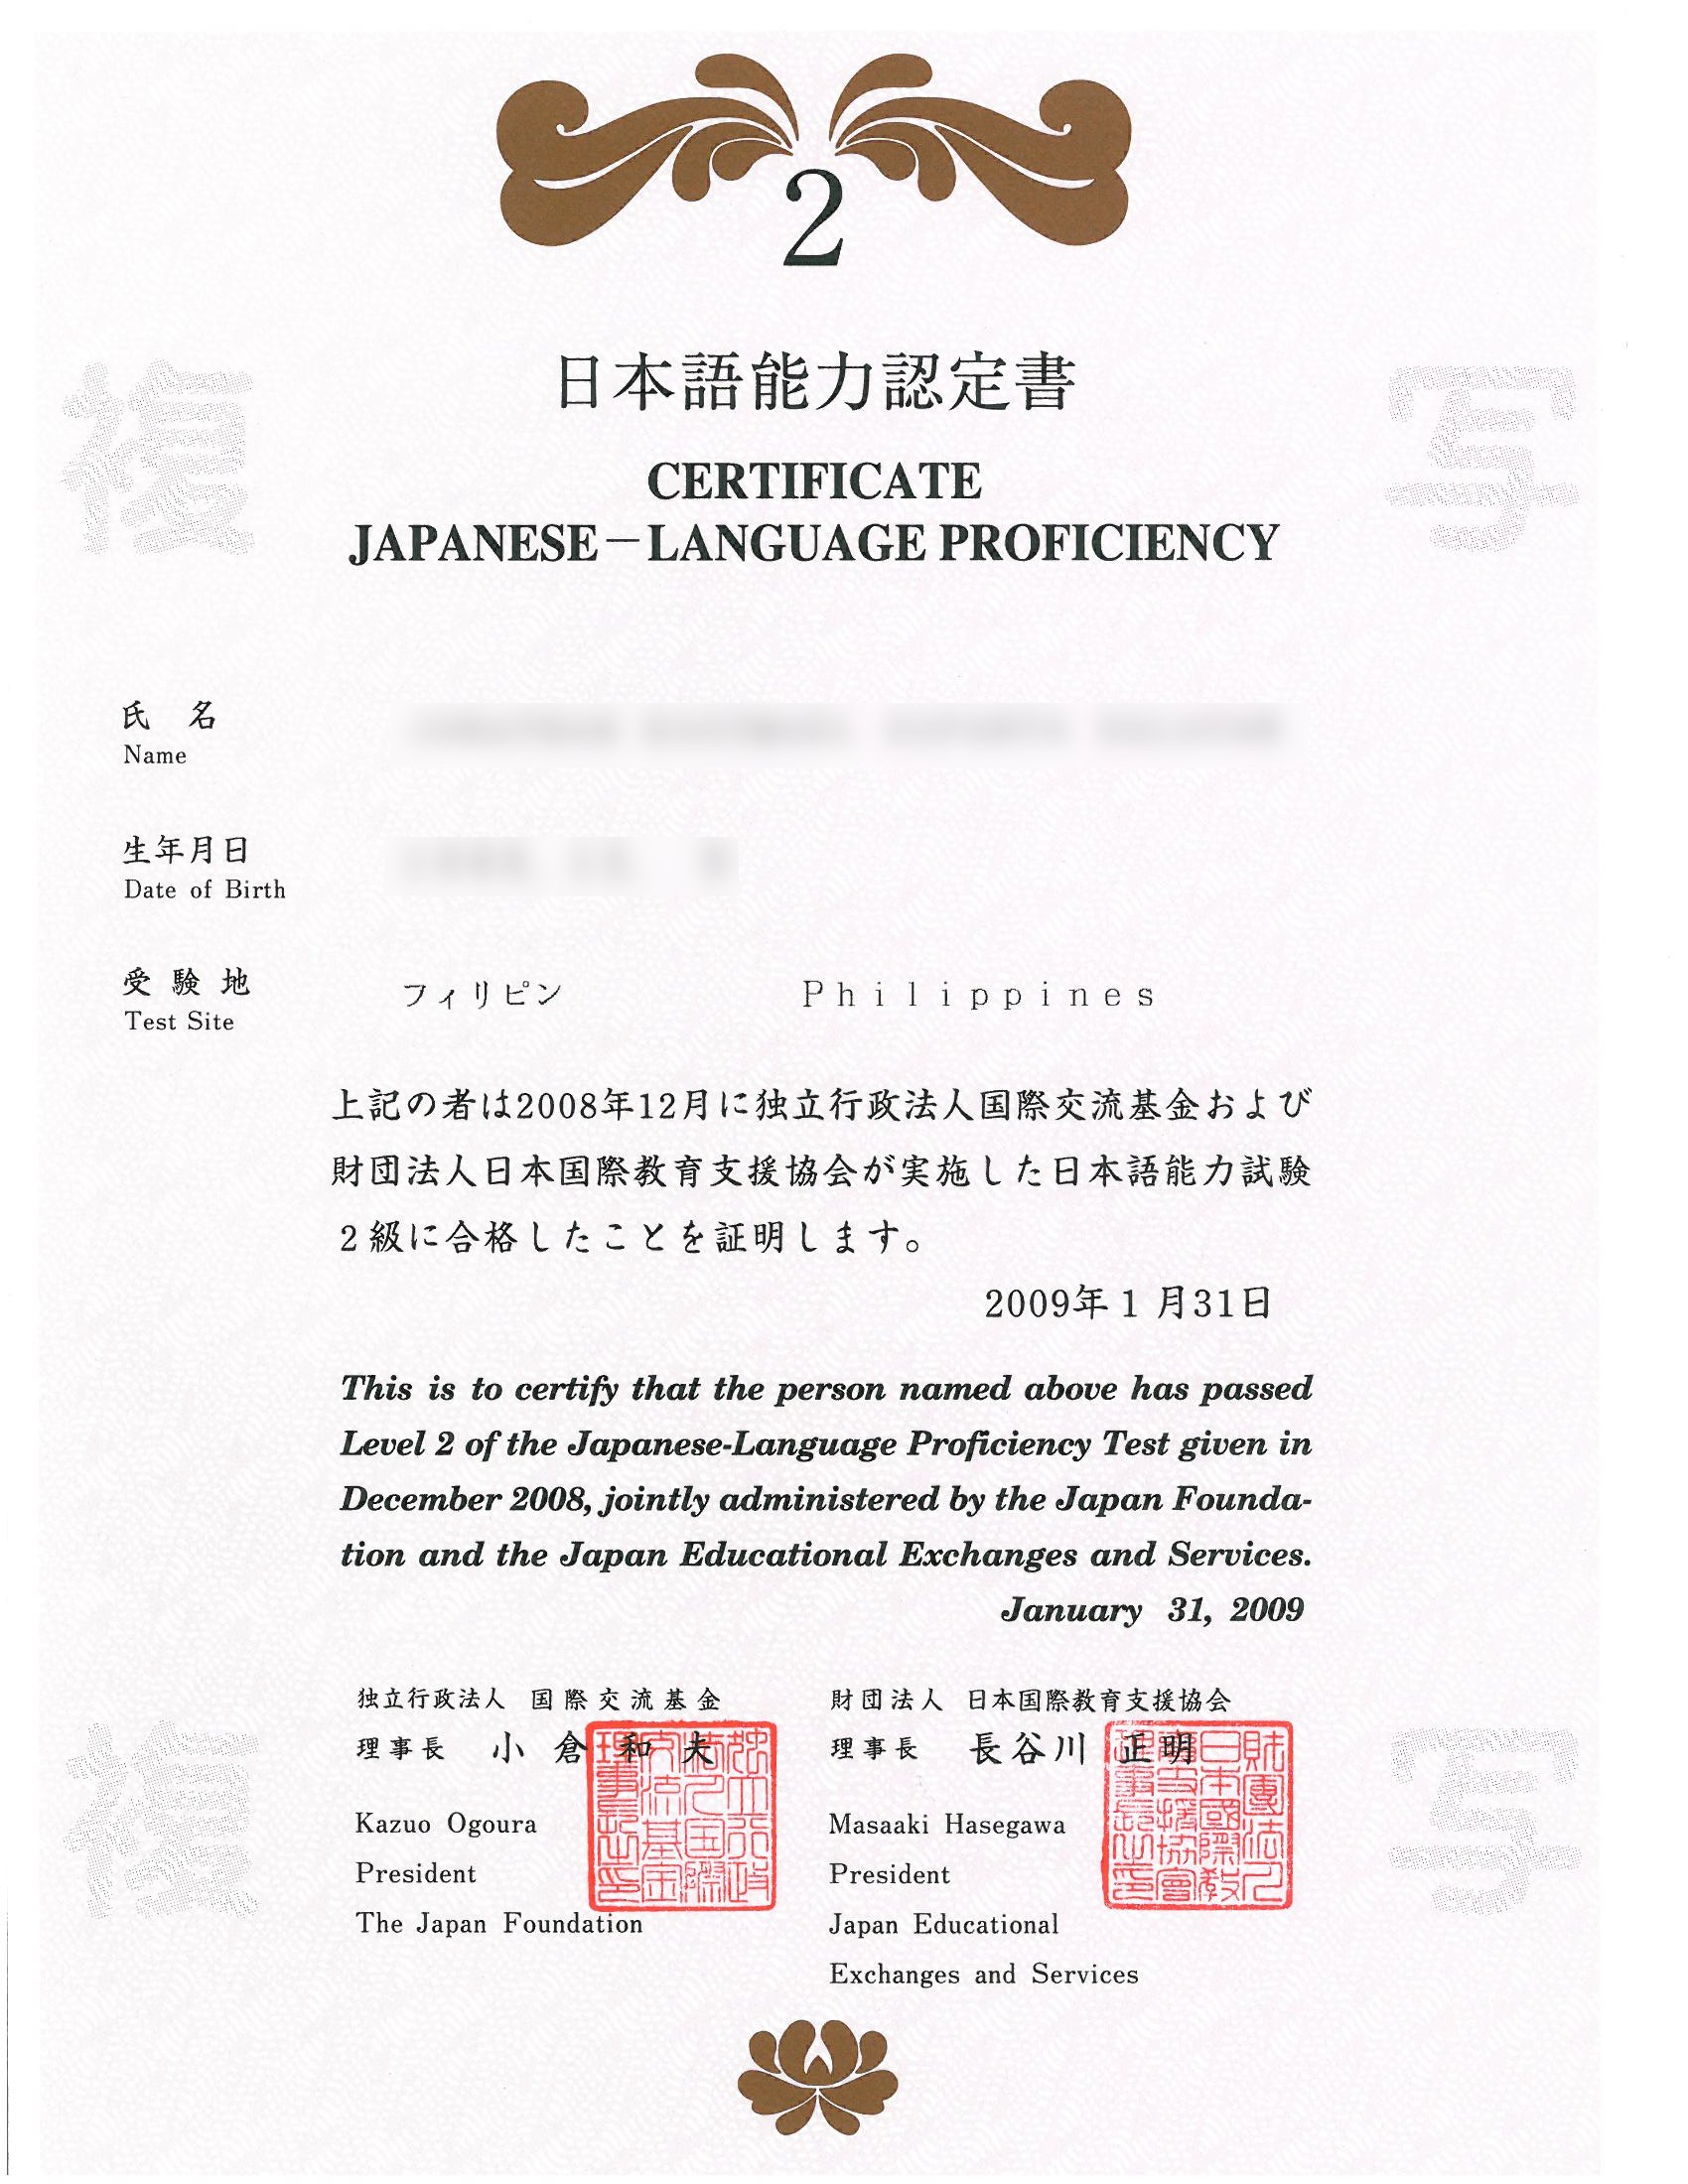 2
日本語能力認定書
CERTIFICATE
JAPANESE－LANGUAGE PROFICIENCY
複 写
氏 名
Name
生年月日
Date of Birth
受 験 地 フィリピン Philippines
Test Site
上記の者は2008年12月に独立行政法人国際交流基金および
財団法人日本国際教育支援協会が実施した日本語能力試験
2級に合格したことを証明します。
2009年1月31日
This is to certify that the person named above has passed
Level 2 of the Japanese-Language Proficiency Test given in
December 2008, jointly administered by the Japan Founda-
tion and the Japan Educational Exchanges and Services.
January 31, 2009
複 写
独立行政法人 国際交流基金
理事長 小倉 和夫
Kazuo Ogoura
President
The Japan Foundation
財団法人 日本国際教育支援協会
理事長 長谷川 正明
Masaaki Hasegawa
President
Japan Educational
Exchanges and Services